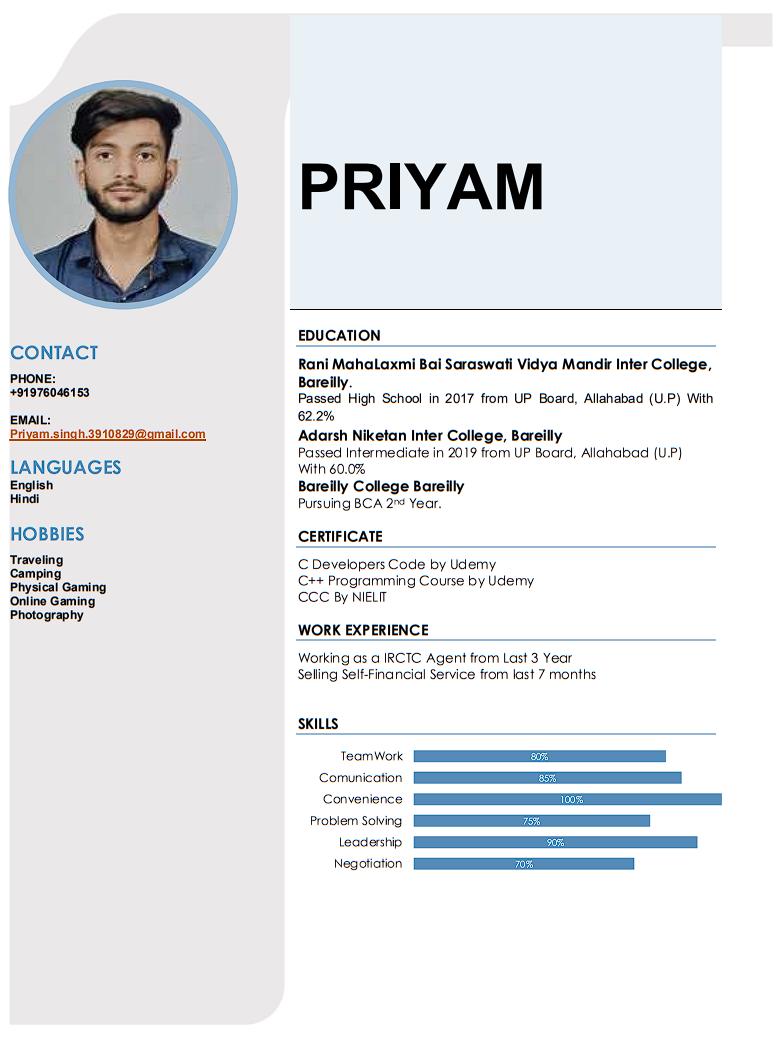 PRIYAM
CONTACT
PHONE:
+91976046153
EMAIL:
Priyam.singh.3910829@gmail.com
LANGUAGES
English
Hindi
HOBBIES
Traveling
Camping
Physical Gaming
Online Gaming
Photography
EDUCATION
Rani MahaLaxmi Bai Saraswati Vidya Mandir Inter College,
Bareilly.
Passed High School in 2017 from UP Board, Allahabad (U.P) With
62.2%
Adarsh Niketan Inter College, Bareilly
Passed Intermediate in 2019 from UP Board, Allahabad (U.P)
With 60.0%
Bareilly College Bareilly
Pursuing BCA 2nd Year.
CERTIFICATE
C Developers Code by Udemy
C++ Programming Course by Udemy
CCC By NIELIT
WORK EXPERIENCE
Working as a IRCTC Agent from Last 3 Year
Selling Self-Financial Service from last 7 months
SKILLS
TeamWork 80%
Comunication 85%
Convenience 100%
Problem Solving 75%
Leadership 90%
Negotiation 70%